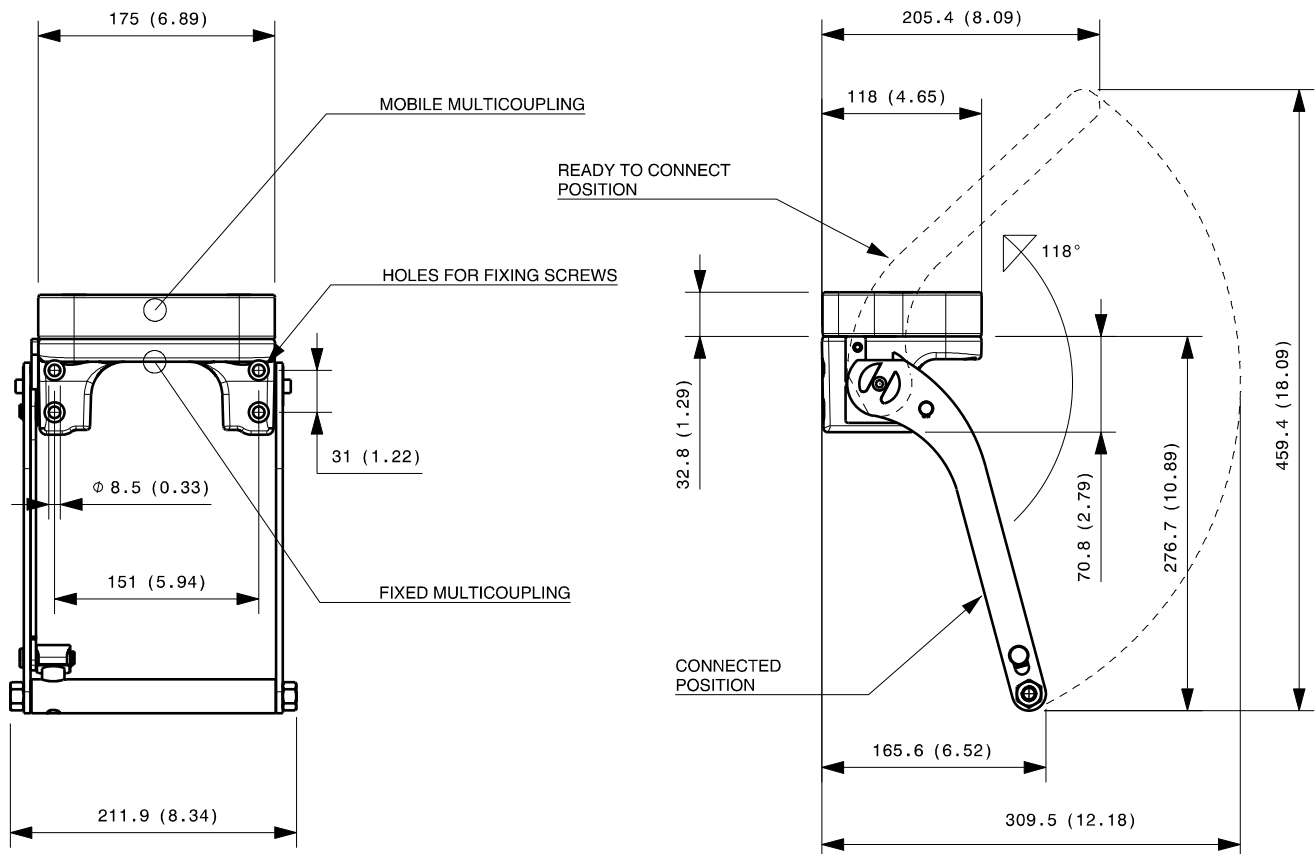 175 (6.89)
MOBILE MULTICOUPLING
HOLES FOR FIXING SCREWS
31 (1.22)
Φ 8.5 (0.33)
151 (5.94)
FIXED MULTICOUPLING
211.9 (8.34)
205.4 (8.09)
118 (4.65)
READY TO CONNECT
POSITION
118°
32.8 (1.29)
70.8 (2.79)
276.7 (10.89)
459.4 (18.09)
CONNECTED
POSITION
165.6 (6.52)
309.5 (12.18)